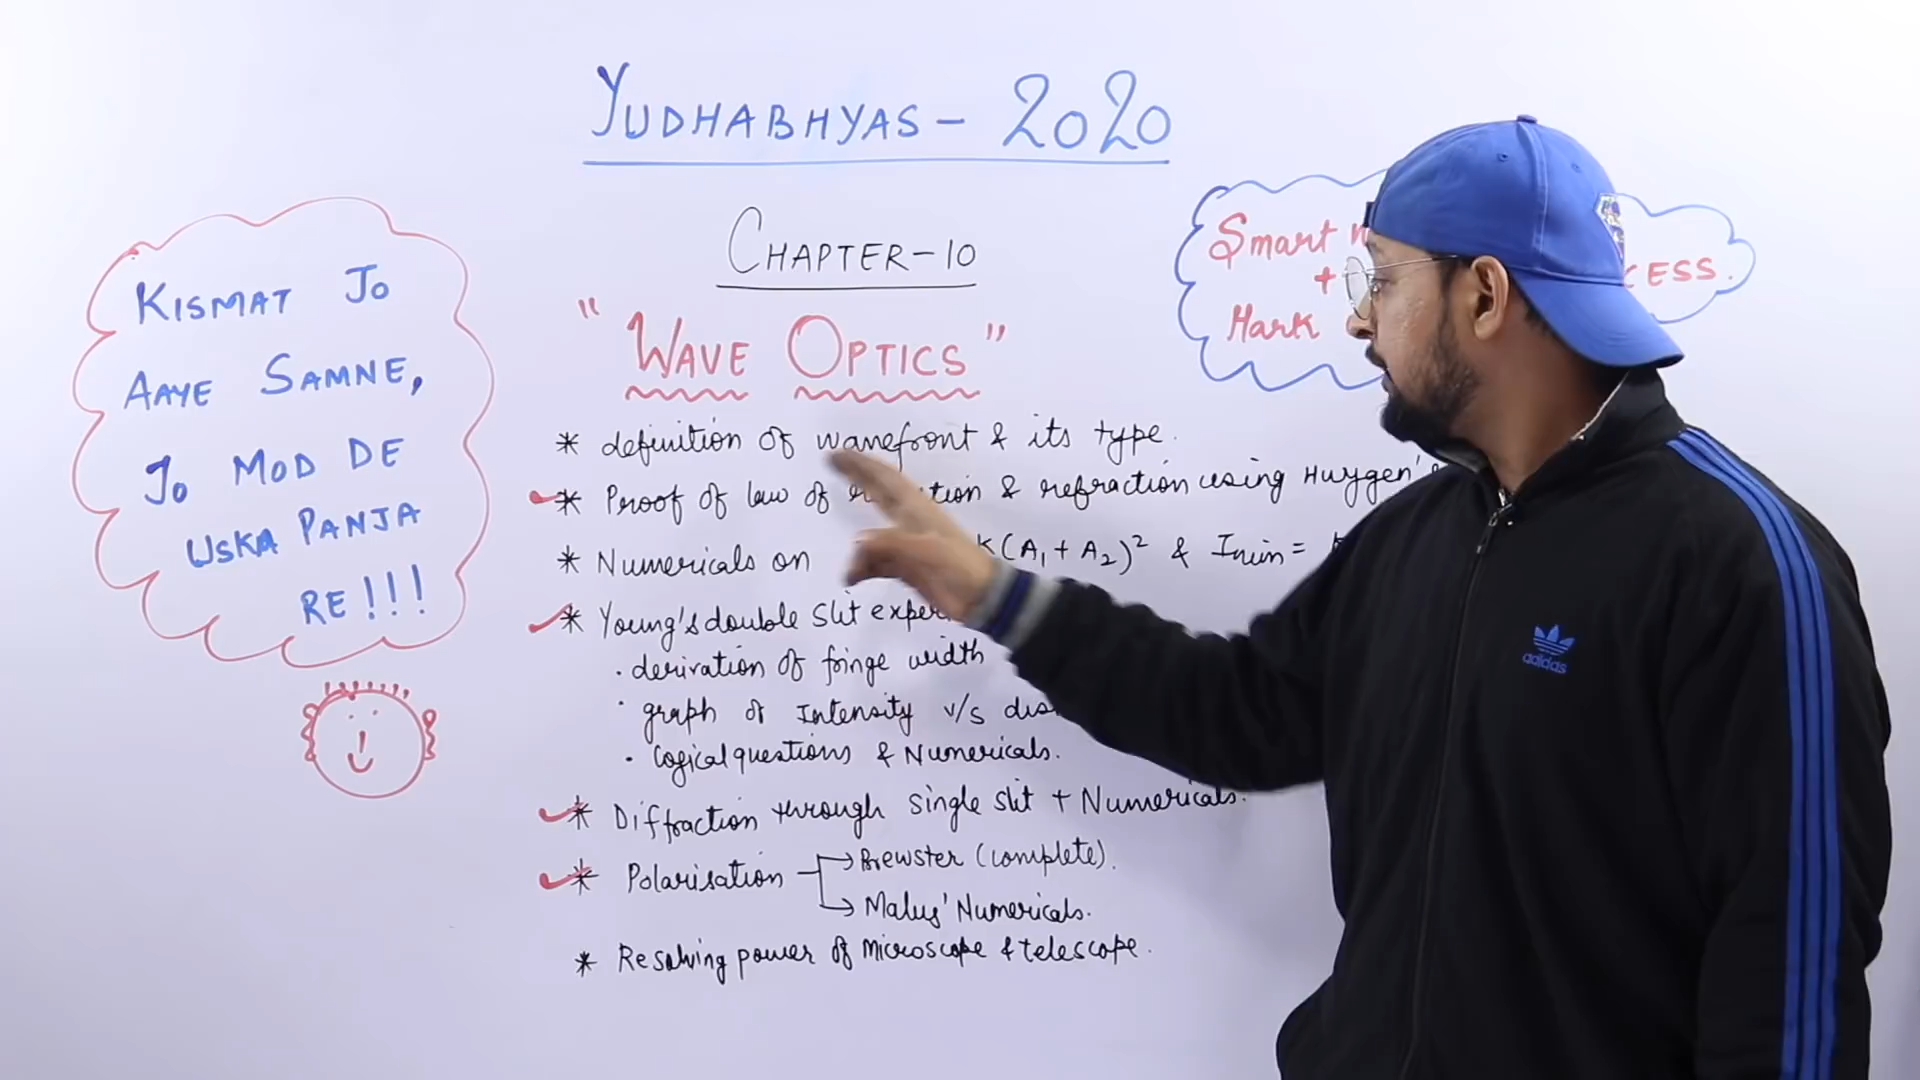 YUDHABHYAS - 2020
CHAPTER-10
"WAVE OPTICS"
KISMAT JO
AAYE SAMNE,
JO MOD DE
USKA PANJA
RE!!!
Smart
+ CESS.
Hark
* definition of wavefront & its type.
* Proof of law of & refraction using Huygen's
* Numericals on K(A₁ + A₂)² & Imin =
* Young's double slit
. derivation of fringe width
. graph of Intensity v/s
. logical questions & Numericals.
* Diffraction through single slit + Numericals.
* Polarisation → Brewster (complete).
→ Malus' Numericals.
* Resolving power of Microscope & telescope.
adidas